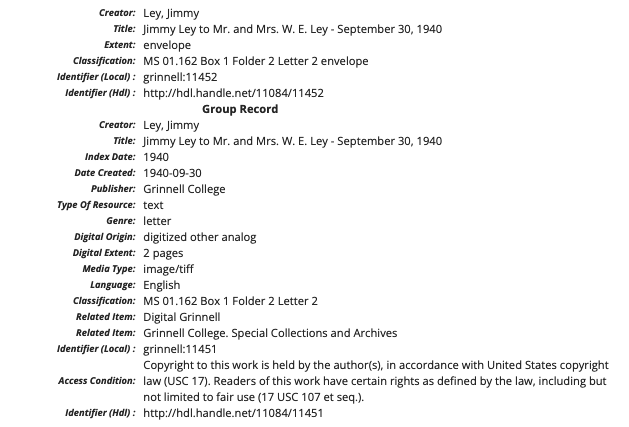 Creator: Ley, Jimmy
Title: Jimmy Ley to Mr. and Mrs. W. E. Ley - September 30, 1940
Extent: envelope
Classification: MS 01.162 Box 1 Folder 2 Letter 2 envelope
Identifier (Local) : grinnell:11452
Identifier (Hdl) : http://hdl.handle.net/11084/11452
Group Record
Creator: Ley, Jimmy
Title: Jimmy Ley to Mr. and Mrs. W. E. Ley - September 30, 1940
Index Date: 1940
Date Created: 1940-09-30
Publisher: Grinnell College
Type Of Resource: text
Genre: letter
Digital Origin: digitized other analog
Digital Extent: 2 pages
Media Type: image/tiff
Language: English
Classification: MS 01.162 Box 1 Folder 2 Letter 2
Related Item: Digital Grinnell
Related Item: Grinnell College. Special Collections and Archives
Identifier (Local) : grinnell:11451
Copyright to this work is held by the author(s), in accordance with United States copyright
Access Condition: law (USC 17). Readers of this work have certain rights as defined by the law, including but
not limited to fair use (17 USC 107 et seq.).
Identifier (Hdl) : http://hdl.handle.net/11084/11451